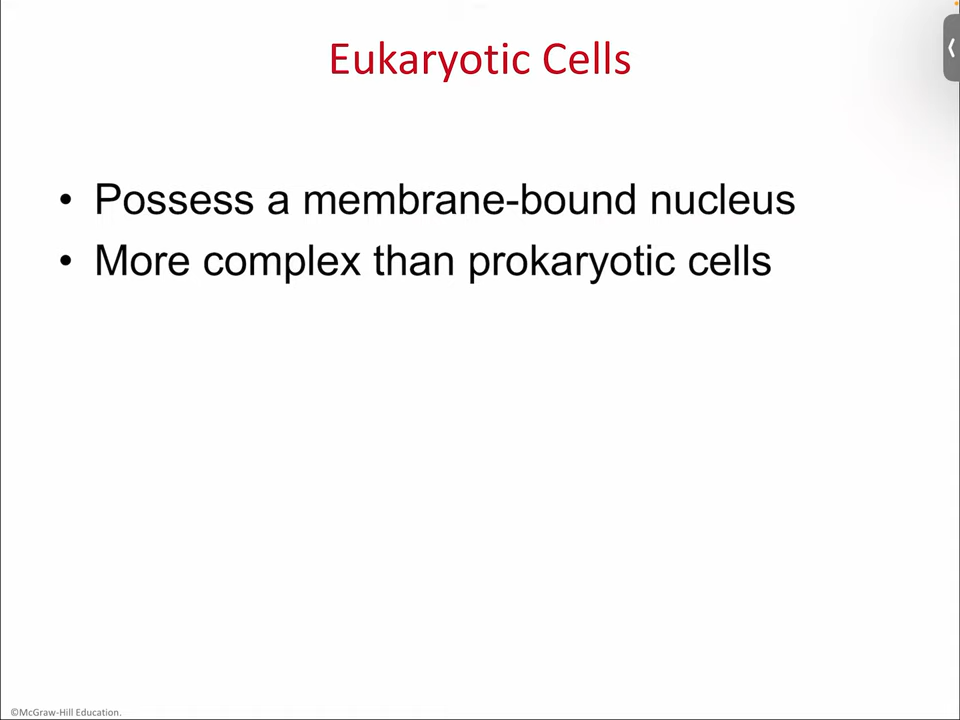 Eukaryotic Cells
• Possess a membrane-bound nucleus
• More complex than prokaryotic cells
©McGraw-Hill Education.